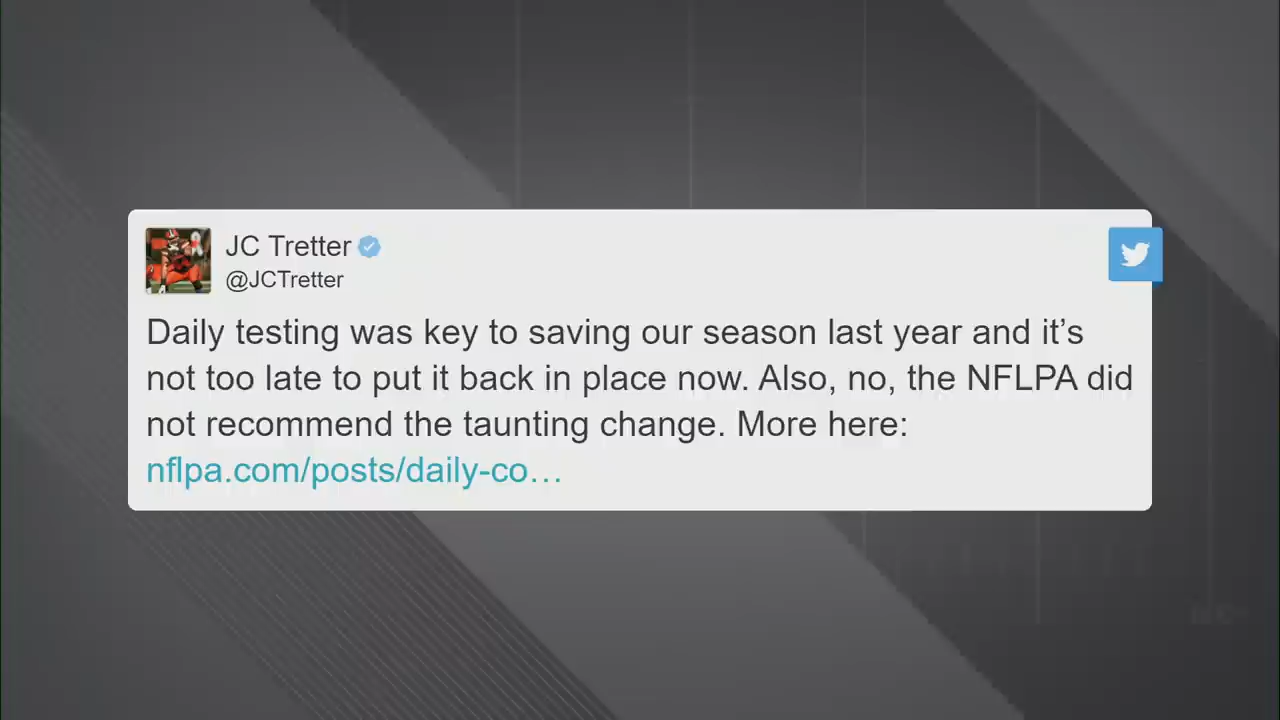 JC Tretter
@JCTretter
Daily testing was key to saving our season last year and it’s
not too late to put it back in place now. Also, no, the NFLPA did
not recommend the taunting change. More here:
nflpa.com/posts/daily-co…